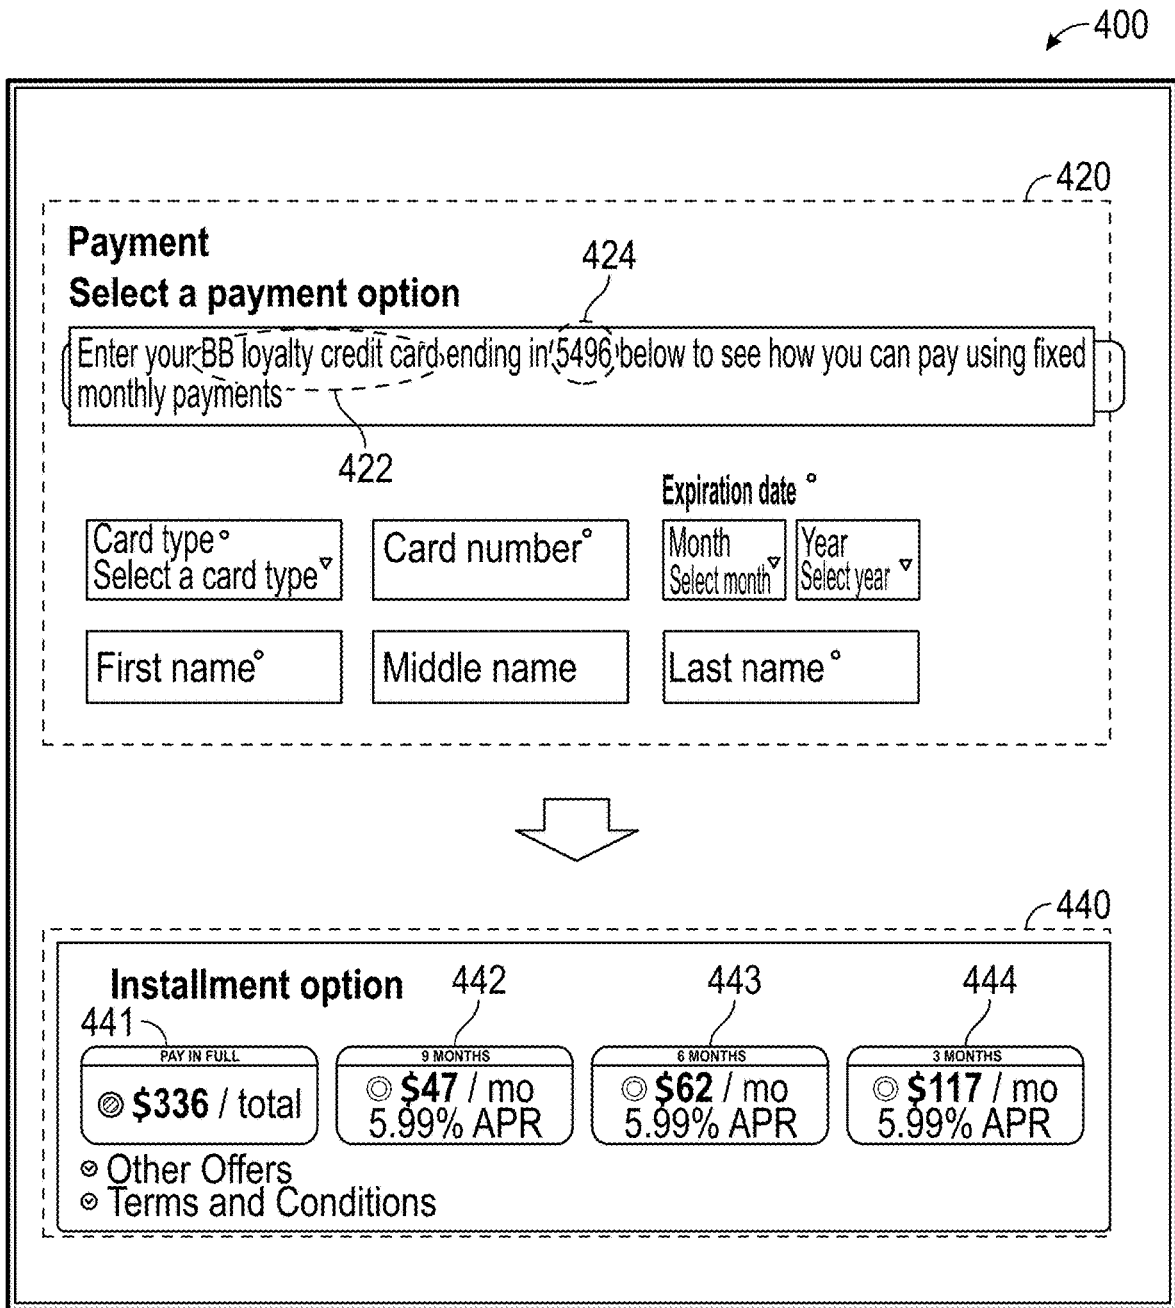 400
420
Payment
424
Select a payment option
Enter your BB loyalty credit card ending in 5496 below to see how you can pay using fixed
monthly payments
422
Expiration date °
Card type°
Select a card type
Card number°
Month
Select month
Year
Select year
First name°
Middle name
Last name°
440
Installment option
442
443
444
441
PAY IN FULL
$336 / total
9 MONTHS
$47 / mo
5.99% APR
6 MONTHS
$62 / mo
5.99% APR
3 MONTHS
$117 / mo
5.99% APR
Other Offers
Terms and Conditions